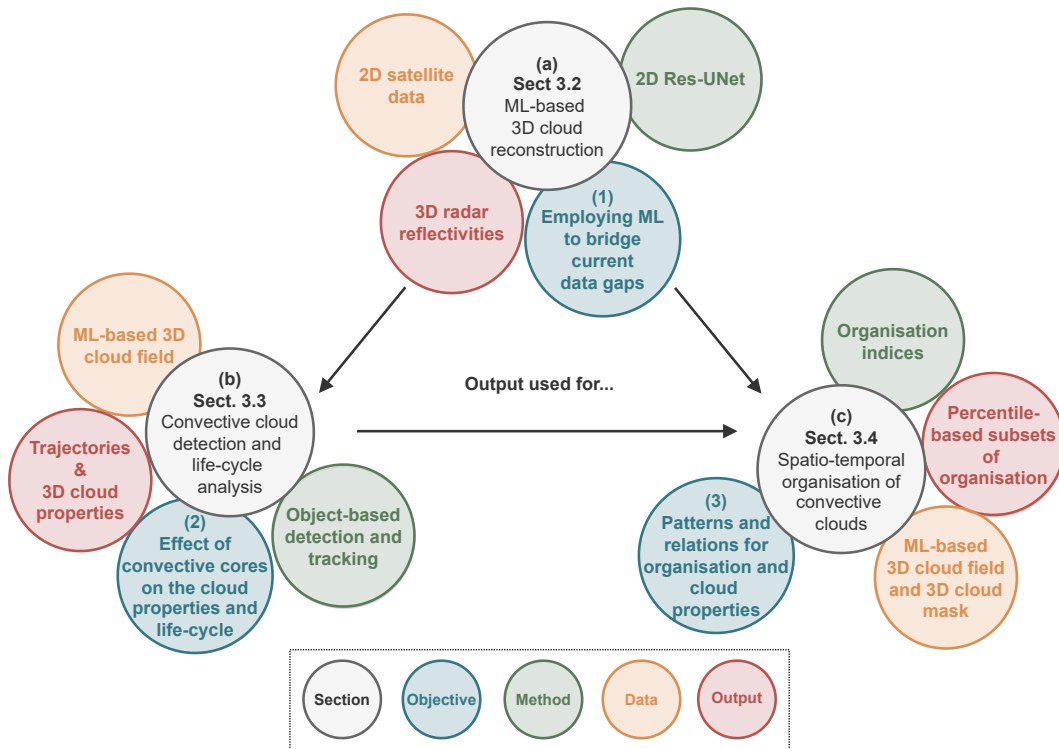 2D satellite
data
(a)
Sect 3.2
ML-based
3D cloud
reconstruction
2D Res-UNet
3D radar
reflectivities
(1)
Employing ML
to bridge
current
data gaps
ML-based 3D
cloud field
(b)
Sect. 3.3
Convective cloud
detection and
life-cycle
analysis
Trajectories
&
3D cloud
properties
(2)
Effect of
convective cores
on the cloud
properties and
life-cycle
Object-based
detection and
tracking
Output used for...
Organisation
indices
(c)
Sect. 3.4
Spatio-temporal
organisation of
convective
clouds
Percentile-
based subsets
of
organisation
(3)
Patterns and
relations for
organisation and
cloud
properties
ML-based
3D cloud field
and 3D cloud
mask
Section
Objective
Method
Data
Output